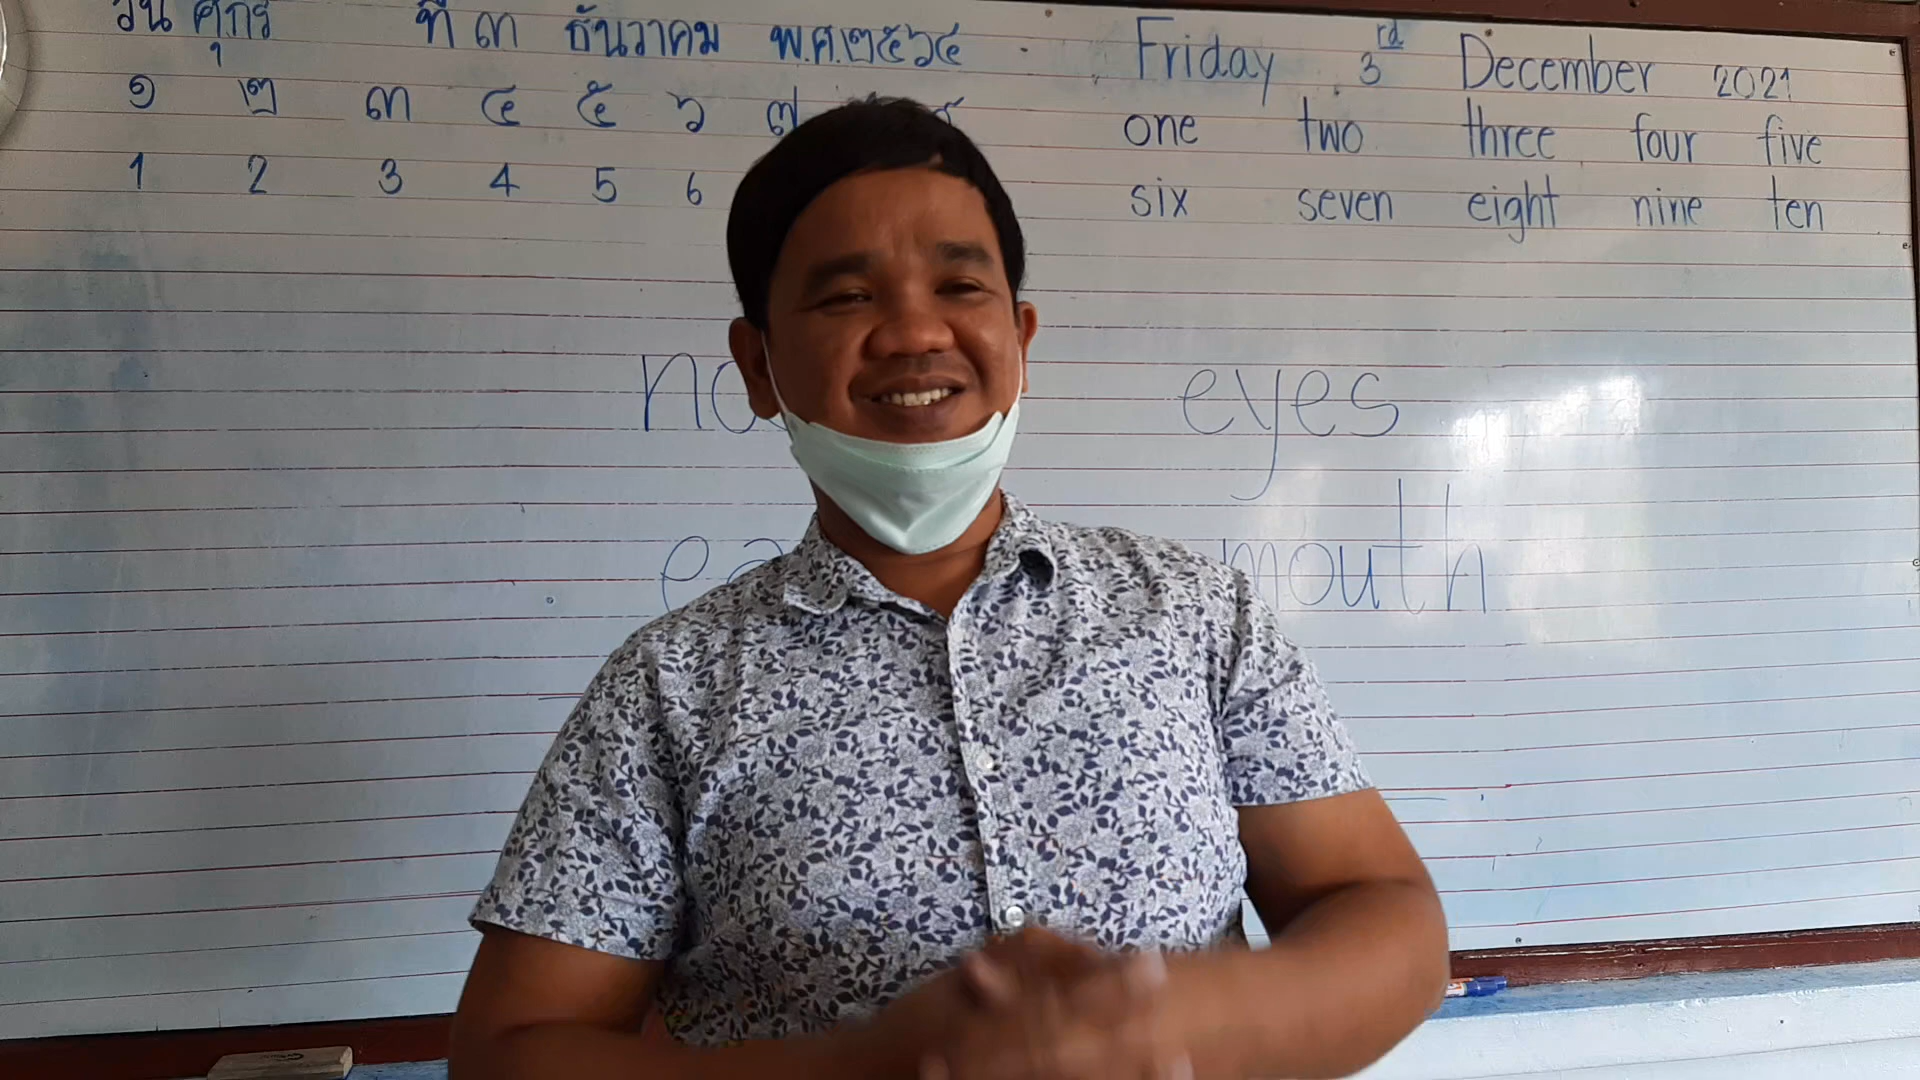 วันศุกร์ ที่ ๓ ธันวาคม พ.ศ.๒๕๖๔
๑ ๒ ๓ ๔ ๕ ๖ ๗
1 2 3 4 5 6
Friday 3rd December 2021
one two three four five
six seven eight nine ten
eyes
mouth